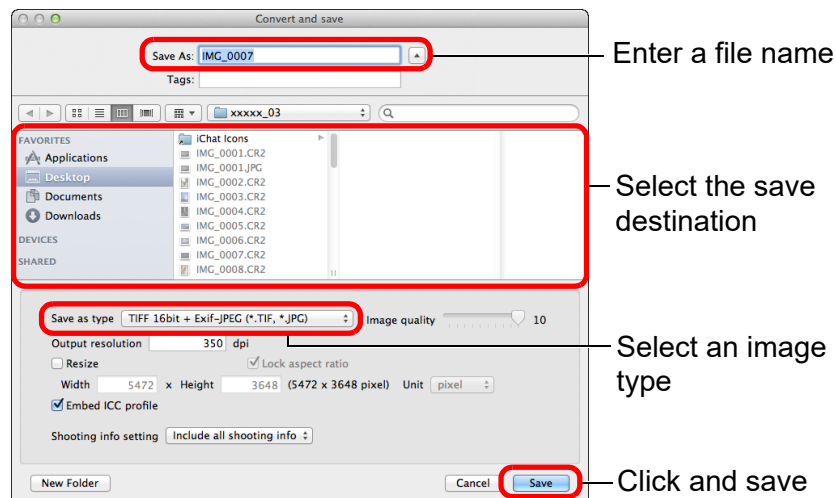 Convert and save
Save As: IMG_0007
Enter a file name
Tags:
xxxxx_03
FAVORITES
Applications
Desktop
Documents
Downloads
DEVICES
SHARED
iChat Icons
IMG_0001.CR2
IMG_0001.JPG
IMG_0002.CR2
IMG_0003.CR2
IMG_0004.CR2
IMG_0005.CR2
IMG_0006.CR2
IMG_0007.CR2
IMG_0008.CR2
Select the save
destination
Save as type TIFF 16bit + Exif-JPEG (*.TIF, *.JPG) Image quality 10
Output resolution 350 dpi
Resize Lock aspect ratio
Width 5472 x Height 3648 (5472 x 3648 pixel) Unit pixel
Embed ICC profile
Shooting info setting Include all shooting info
Select an image
type
New Folder Cancel Save
Click and save